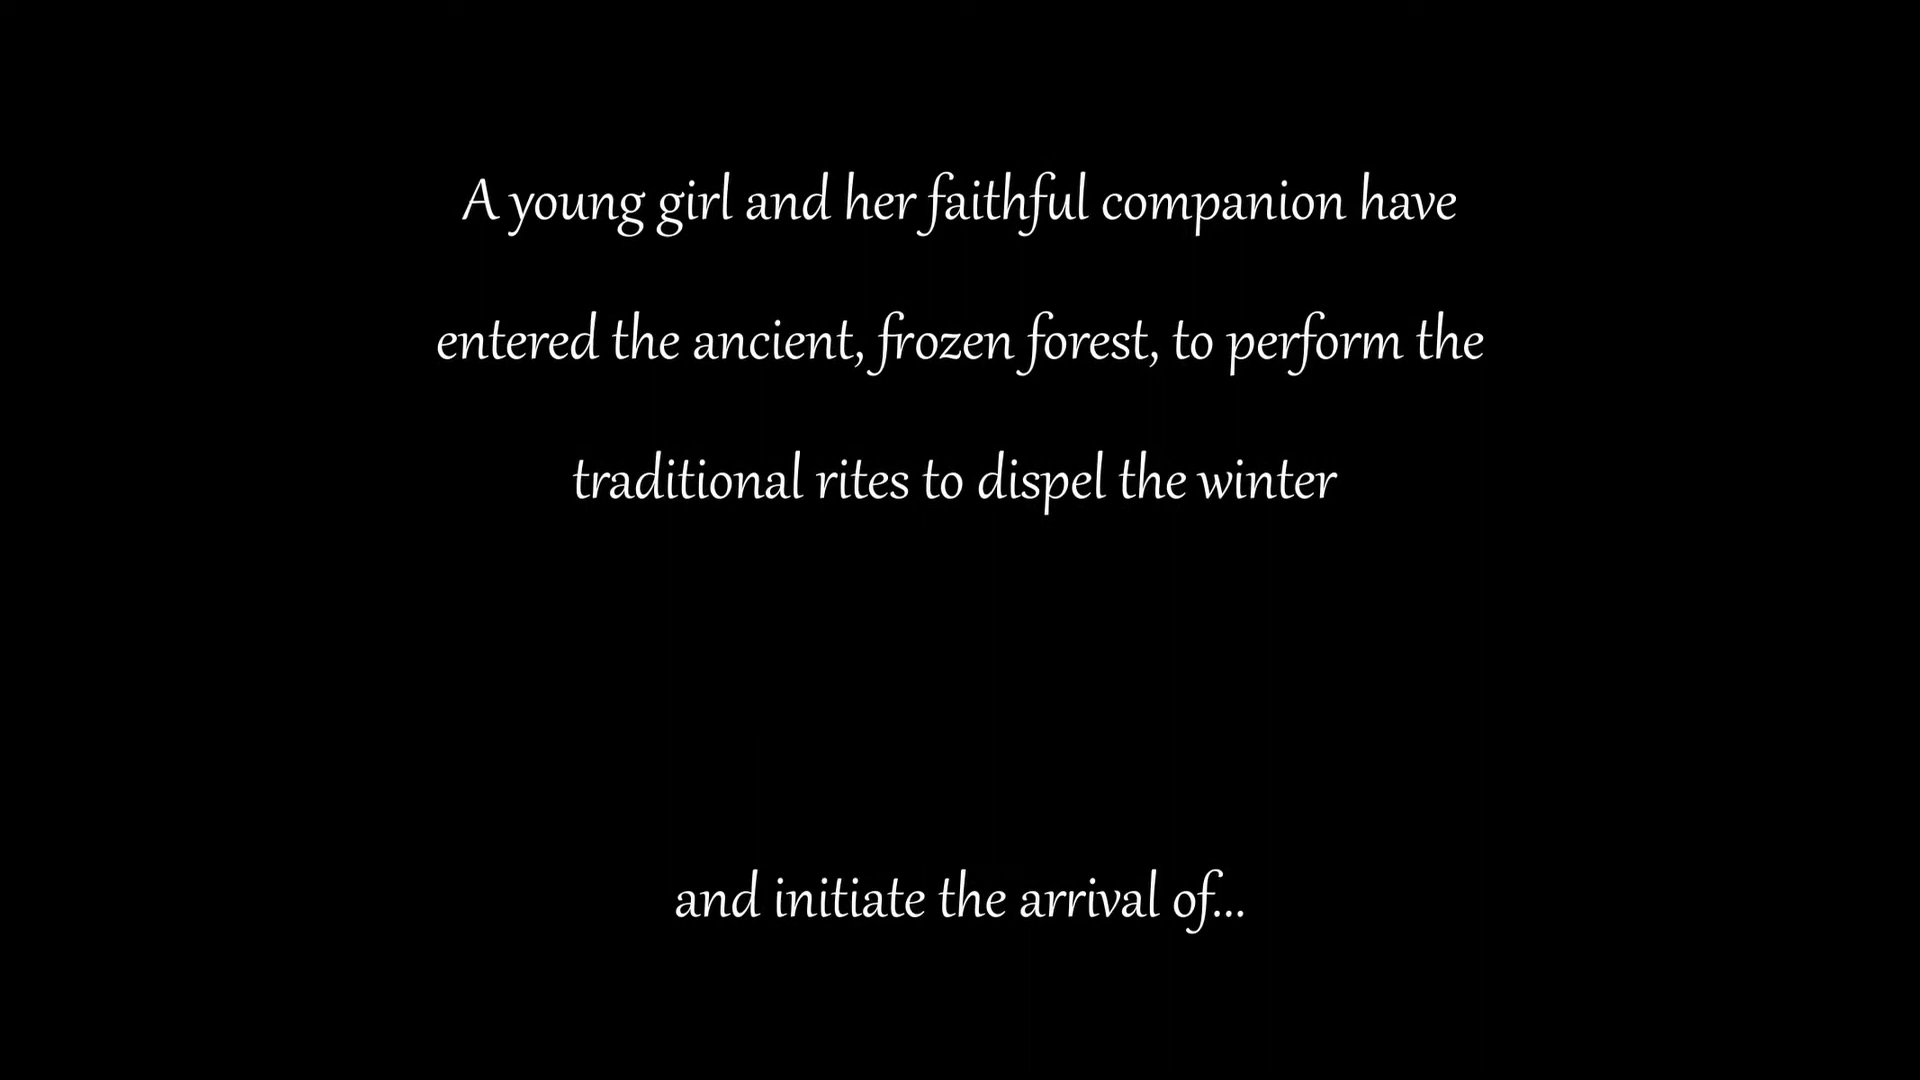 A young girl and her faithful companion have
entered the ancient, frozen forest, to perform the
traditional rites to dispel the winter
and initiate the arrival of...